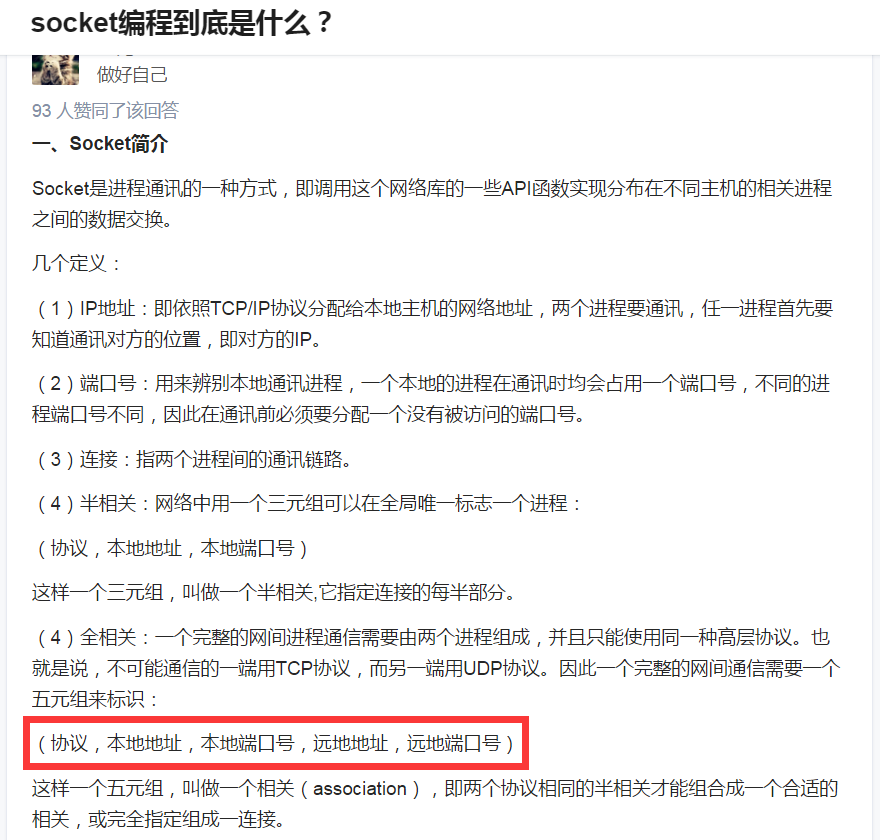 socket编程到底是什么？
做好自己
93 人赞同了该回答
一、Socket简介
Socket是进程通讯的一种方式，即调用这个网络库的一些API函数实现分布在不同主机的相关进程
之间的数据交换。
几个定义：
（1）IP地址：即依照TCP/IP协议分配给本地主机的网络地址，两个进程要通讯，任一进程首先要
知道通讯对方的位置，即对方的IP。
（2）端口号：用来辨别本地通讯进程，一个本地的进程在通讯时均会占用一个端口号，不同的进
程端口号不同，因此在通讯前必须要分配一个没有被访问的端口号。
（3）连接：指两个进程间的通讯链路。
（4）半相关：网络中用一个三元组可以在全局唯一标志一个进程：
（协议，本地地址，本地端口号）
这样一个三元组，叫做一个半相关,它指定连接的每半部分。
（4）全相关：一个完整的网间进程通信需要由两个进程组成，并且只能使用同一种高层协议。也
就是说，不可能通信的一端用TCP协议，而另一端用UDP协议。因此一个完整的网间通信需要一个
五元组来标识：
（协议，本地地址，本地端口号，远地地址，远地端口号）
这样一个五元组，叫做一个相关（association），即两个协议相同的半相关才能组合成一个合适的
相关，或完全指定组成一连接。